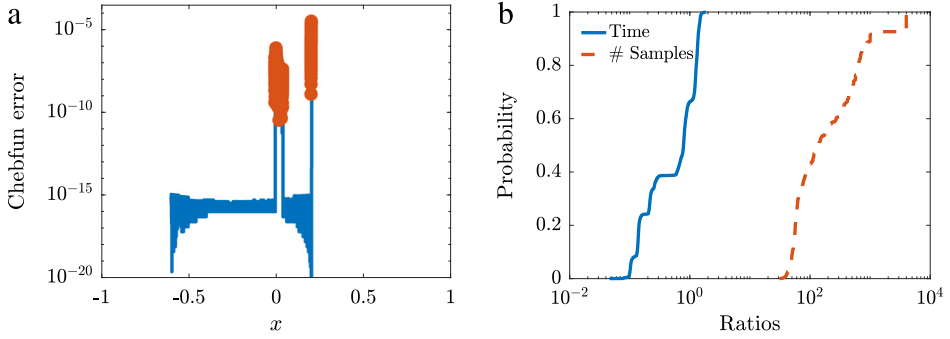 a
Chebfun error
10^-5
10^-10
10^-15
10^-20
-1
-0.5
0
0.5
1
x
b
Probability
1
0.8
0.6
0.4
0.2
0
Time
# Samples
10^-2
10^0
10^2
10^4
Ratios